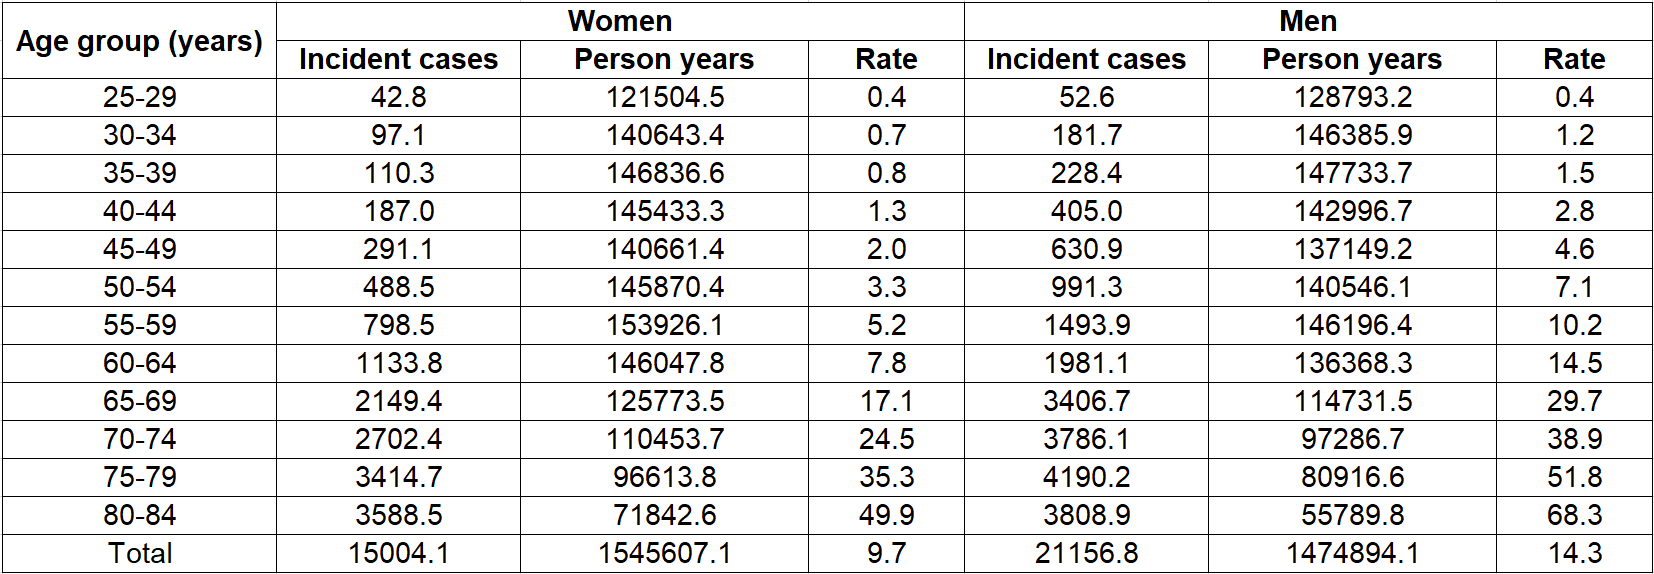 Age group (years) Women Men
Incident cases Person years Rate Incident cases Person years Rate
25-29 42.8 121504.5 0.4 52.6 128793.2 0.4
30-34 97.1 140643.4 0.7 181.7 146385.9 1.2
35-39 110.3 146836.6 0.8 228.4 147733.7 1.5
40-44 187.0 145433.3 1.3 405.0 142996.7 2.8
45-49 291.1 140661.4 2.0 630.9 137149.2 4.6
50-54 488.5 145870.4 3.3 991.3 140546.1 7.1
55-59 798.5 153926.1 5.2 1493.9 146196.4 10.2
60-64 1133.8 146047.8 7.8 1981.1 136368.3 14.5
65-69 2149.4 125773.5 17.1 3406.7 114731.5 29.7
70-74 2702.4 110453.7 24.5 3786.1 97286.7 38.9
75-79 3414.7 96613.8 35.3 4190.2 80916.6 51.8
80-84 3588.5 71842.6 49.9 3808.9 55789.8 68.3
Total 15004.1 1545607.1 9.7 21156.8 1474894.1 14.3